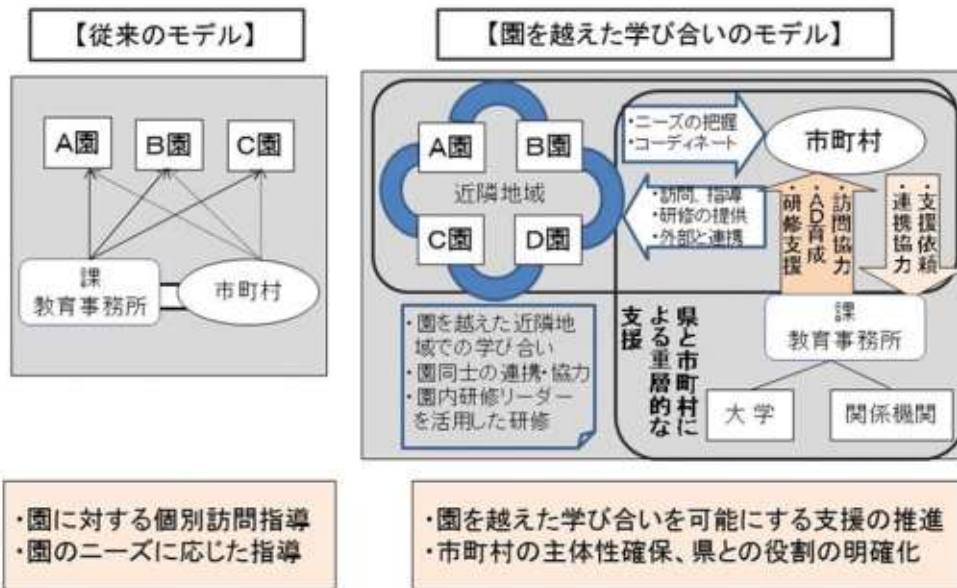 【従来のモデル】
A園
B園
C園
課
教育事務所
市町村
・園に対する個別訪問指導
・園のニーズに応じた指導
【園を越えた学び合いのモデル】
A園
B園
近隣地域
C園
D園
・ニーズの把握
・コーディネート
市町村
・訪問、指導
・研修の提供
・外部と連携
・訪問協力
・AD育成
・研修支援
・支援依頼
・連携協力
・園を越えた近隣地
域での学び合い
・園同士の連携・協力
・園内研修リーダー
を活用した研修
県と市町村に
よる重層的な
支援
課
教育事務所
大学
関係機関
・園を越えた学び合いを可能にする支援の推進
・市町村の主体性確保、県との役割の明確化